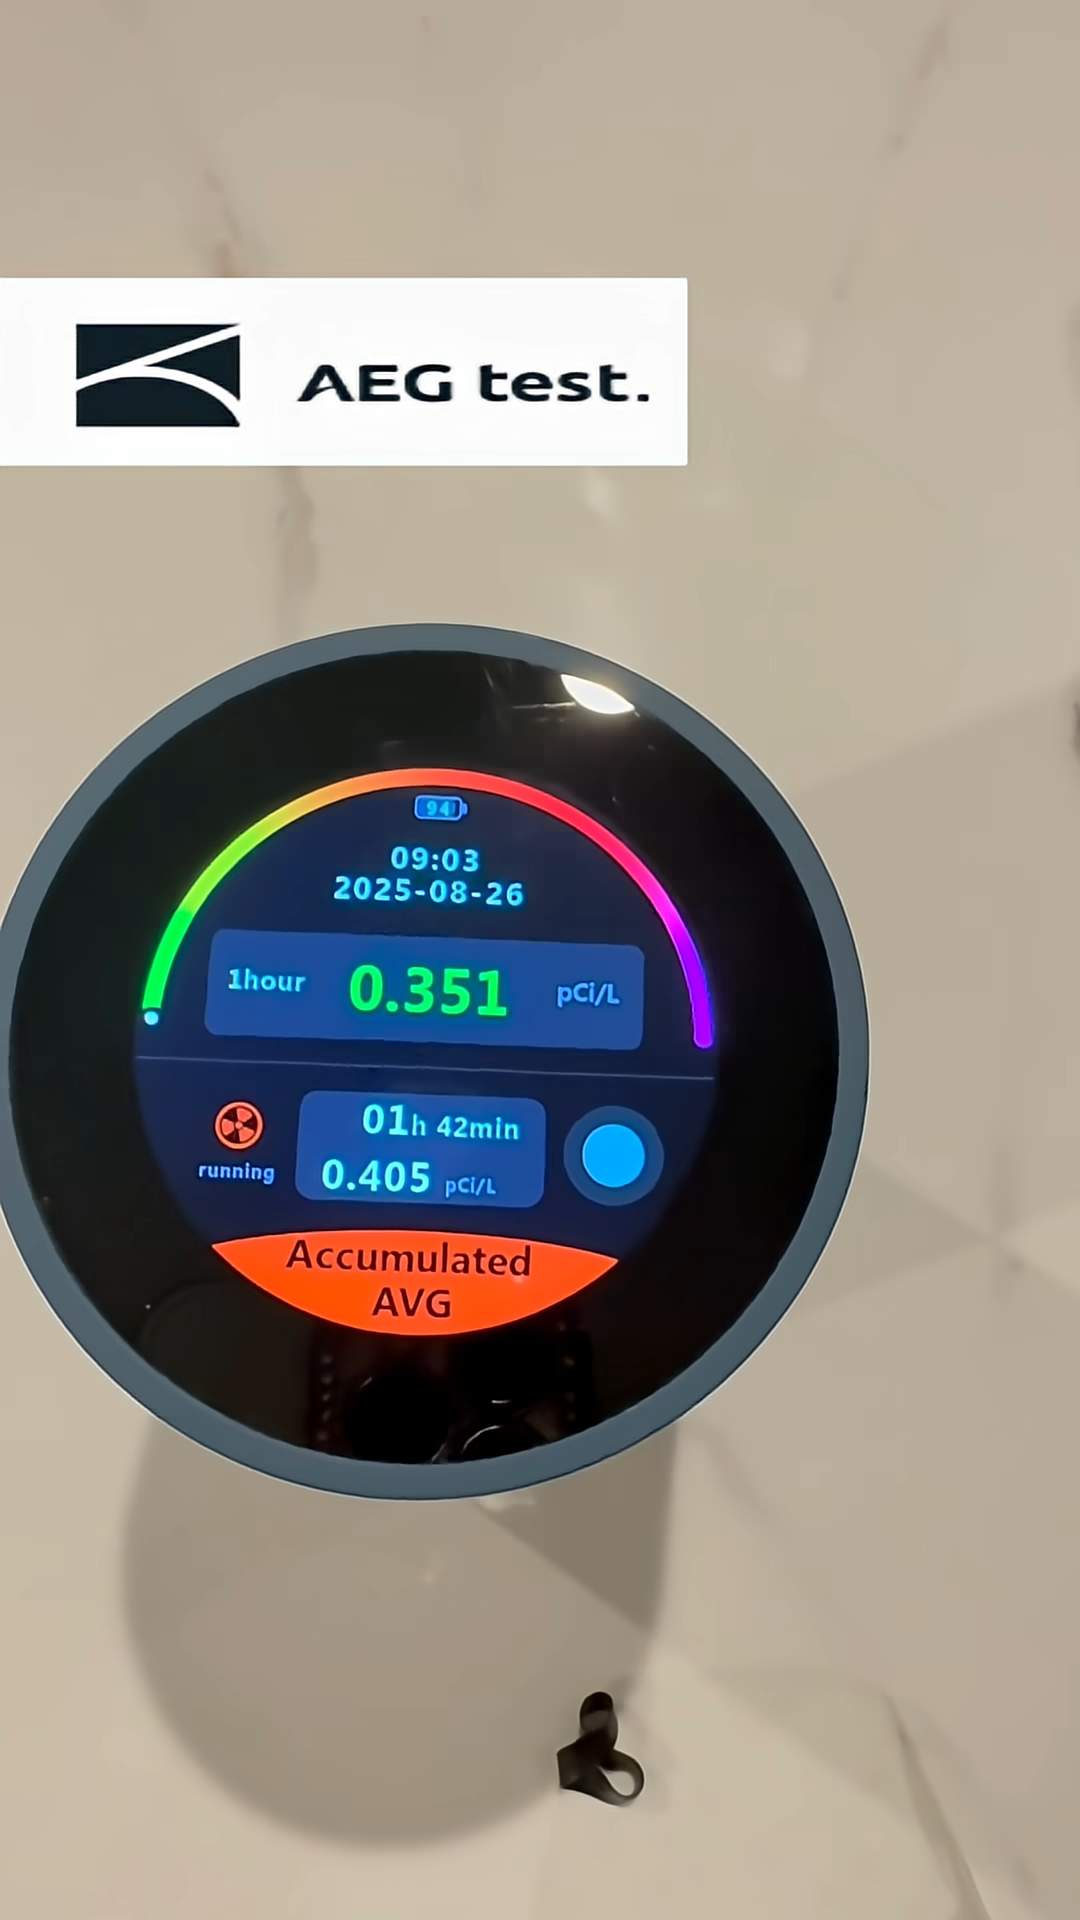 AEG test.
94
09:03
2025-08-26
1hour 0.351 pCi/L
01h 42min
running
0.405 pCi/L
Accumulated
AVG